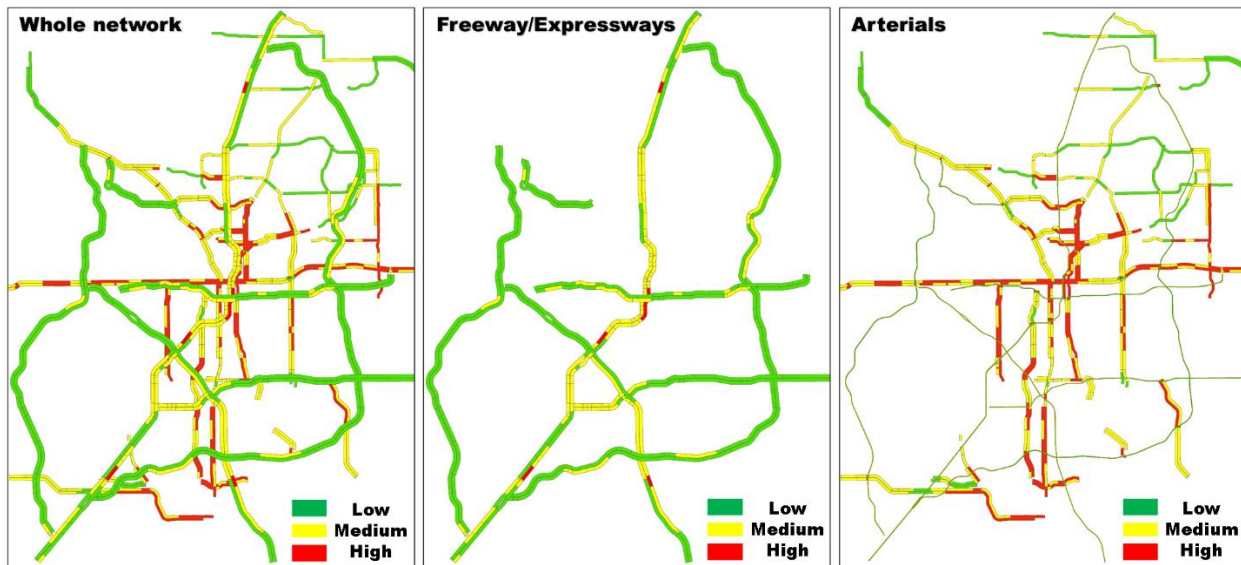 Whole network
Low
Medium
High
Freeway/Expressways
Low
Medium
High
Arterials
Low
Medium
High